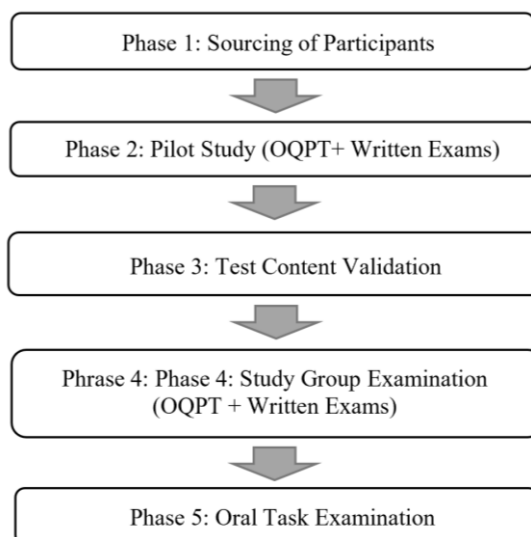 Phase 1: Sourcing of Participants
Phase 2: Pilot Study (OQPT+ Written Exams)
Phase 3: Test Content Validation
Phrase 4: Phase 4: Study Group Examination
(OQPT + Written Exams)
Phase 5: Oral Task Examination